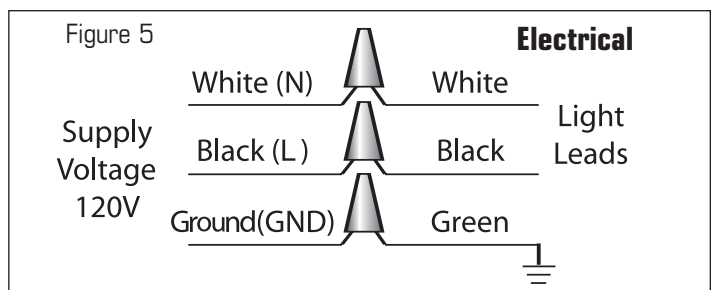 Figure 5
Electrical
White (N)
White
Supply
Voltage
120V
Black (L)
Black
Light
Leads
Ground(GND)
Green